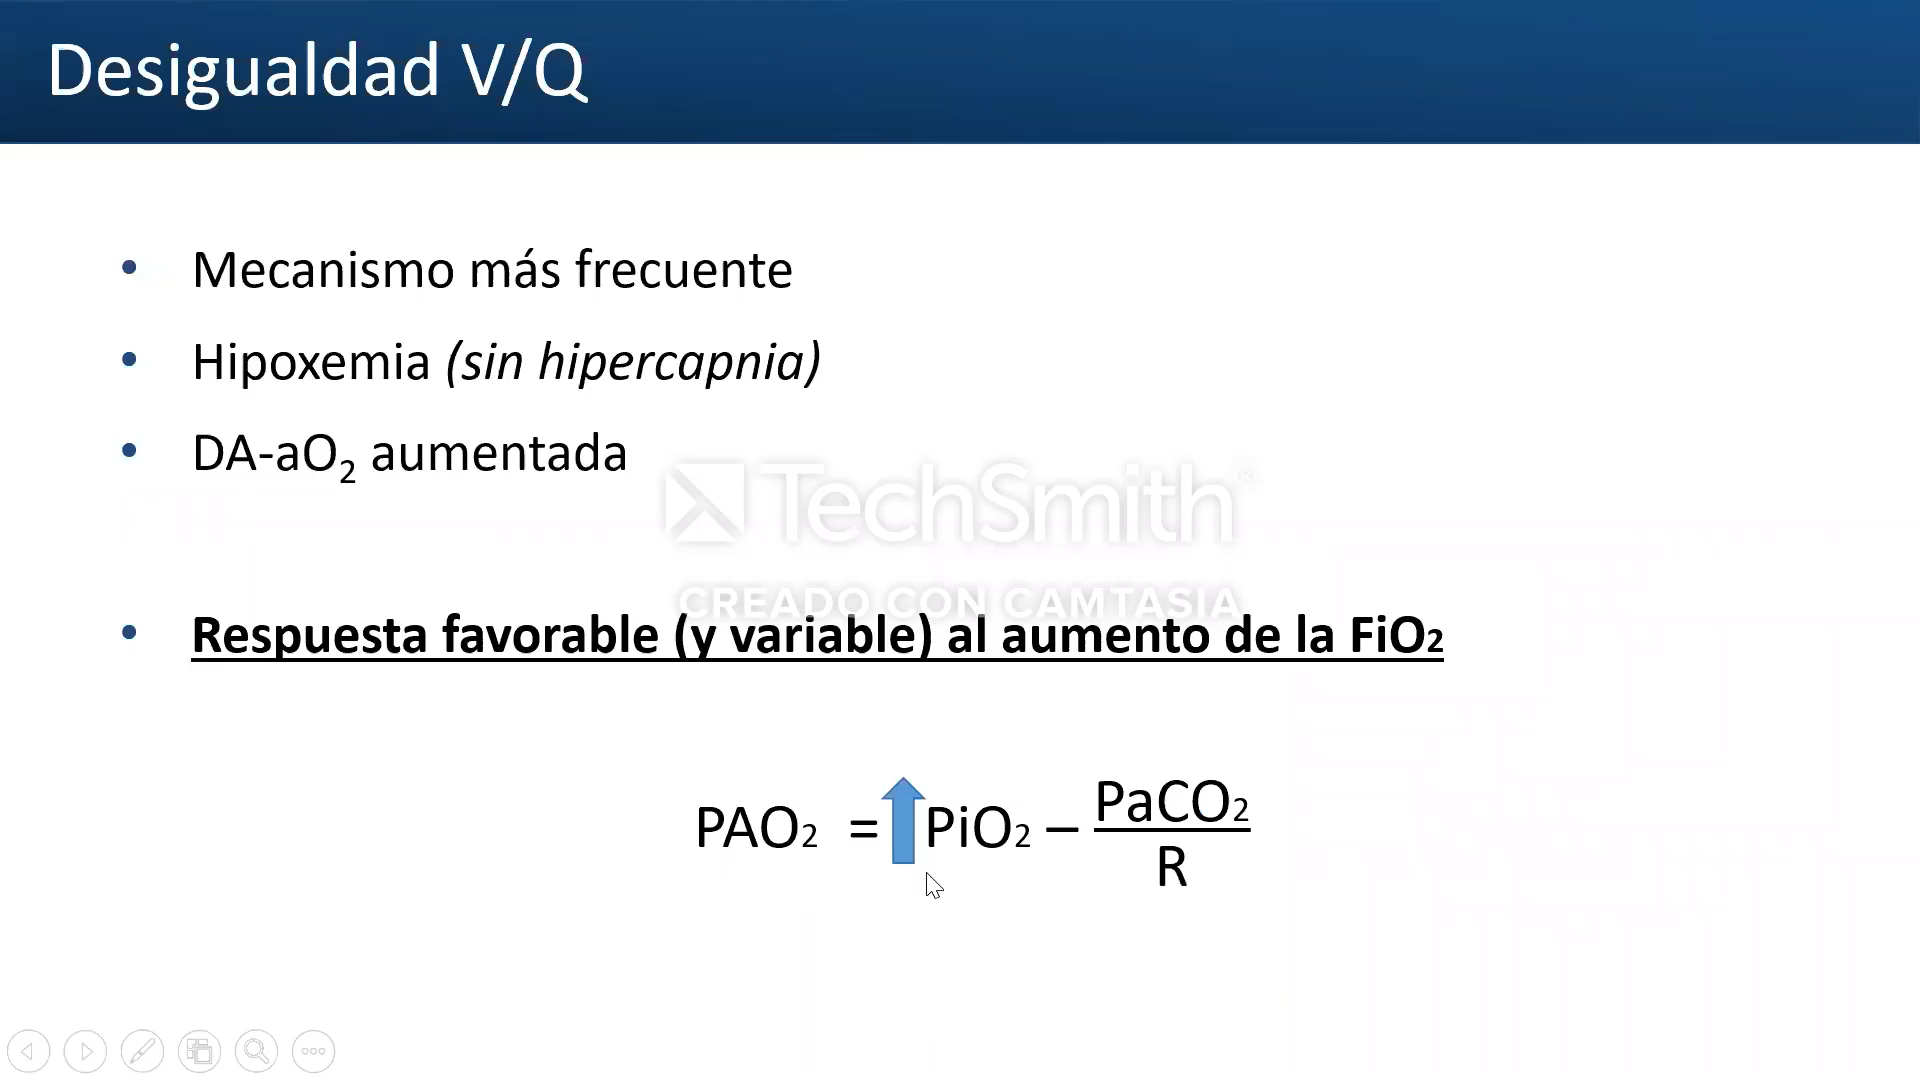 Desigualdad V/Q
• Mecanismo más frecuente
• Hipoxemia (sin hipercapnia)
• DA-aO₂ aumentada
TechSmith®
CREADO CON CAMTASIA
• Respuesta favorable (y variable) al aumento de la FiO₂
PAO₂ = PiO₂ – PaCO₂
R